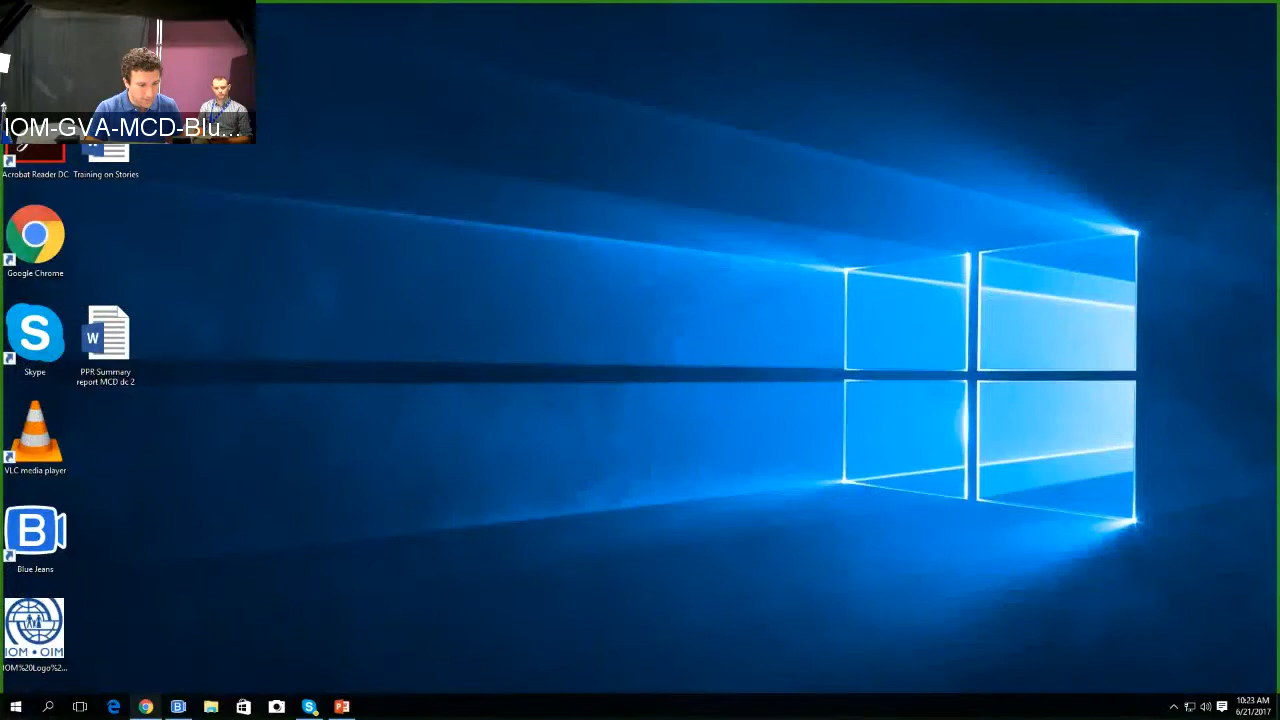 IOM-GVA-MCD-Blu...
Acrobat Reader DC
Training on Stories
Google Chrome
Skype
PPR Summary
report MCD dc 2
VLC media player
Blue Jeans
IOM • OIM
IOM%20Logo%2...
10:23 AM
6/21/2017